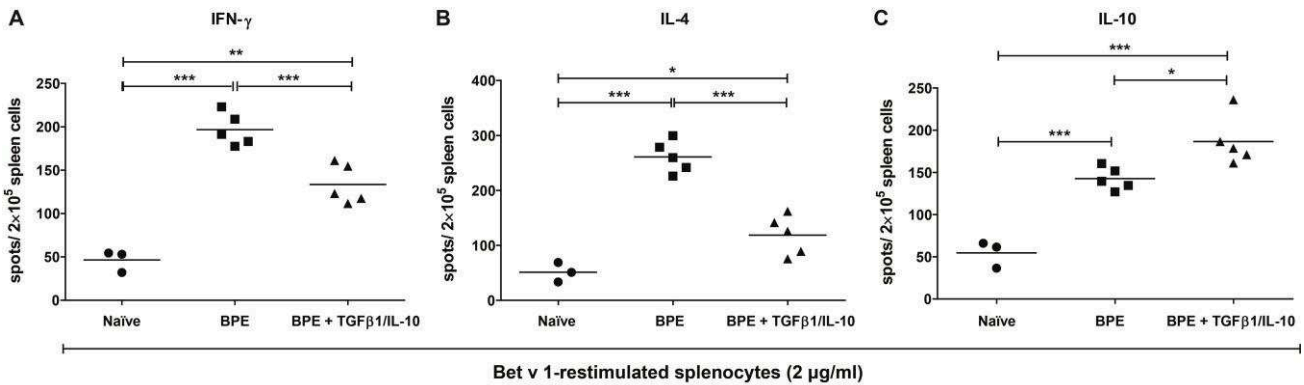 A
IFN-γ
**
***
***
spots/ 2×10⁵ spleen cells
250
200
150
100
50
0
Naïve
BPE
BPE + TGFβ1/IL-10
B
IL-4
*
***
***
spots/ 2×10⁵ spleen cells
400
300
200
100
0
Naïve
BPE
BPE + TGFβ1/IL-10
C
IL-10
***
*
***
spots/ 2×10⁵ spleen cells
250
200
150
100
50
0
Naïve
BPE
BPE + TGFβ1/IL-10
Bet v 1-restimulated splenocytes (2 µg/ml)